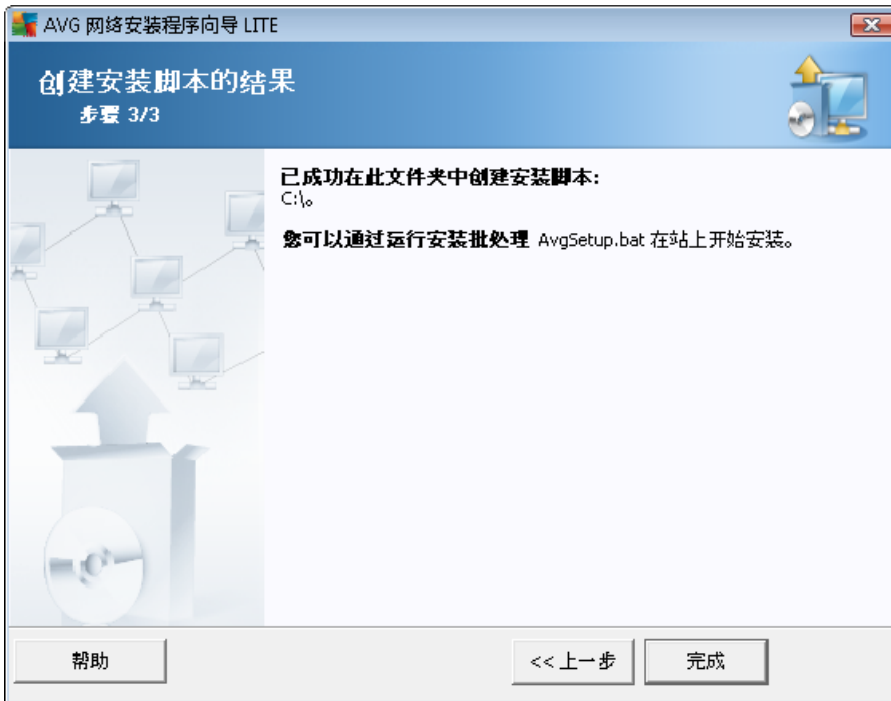 AVG 网络安装程序向导 LITE
创建安装脚本的结果
步骤 3/3
已成功在此文件夹中创建安装脚本:
C:\。
您可以通过运行安装批处理 AvgSetup.bat 在站上开始安装。
帮助
<< 上一步
完成